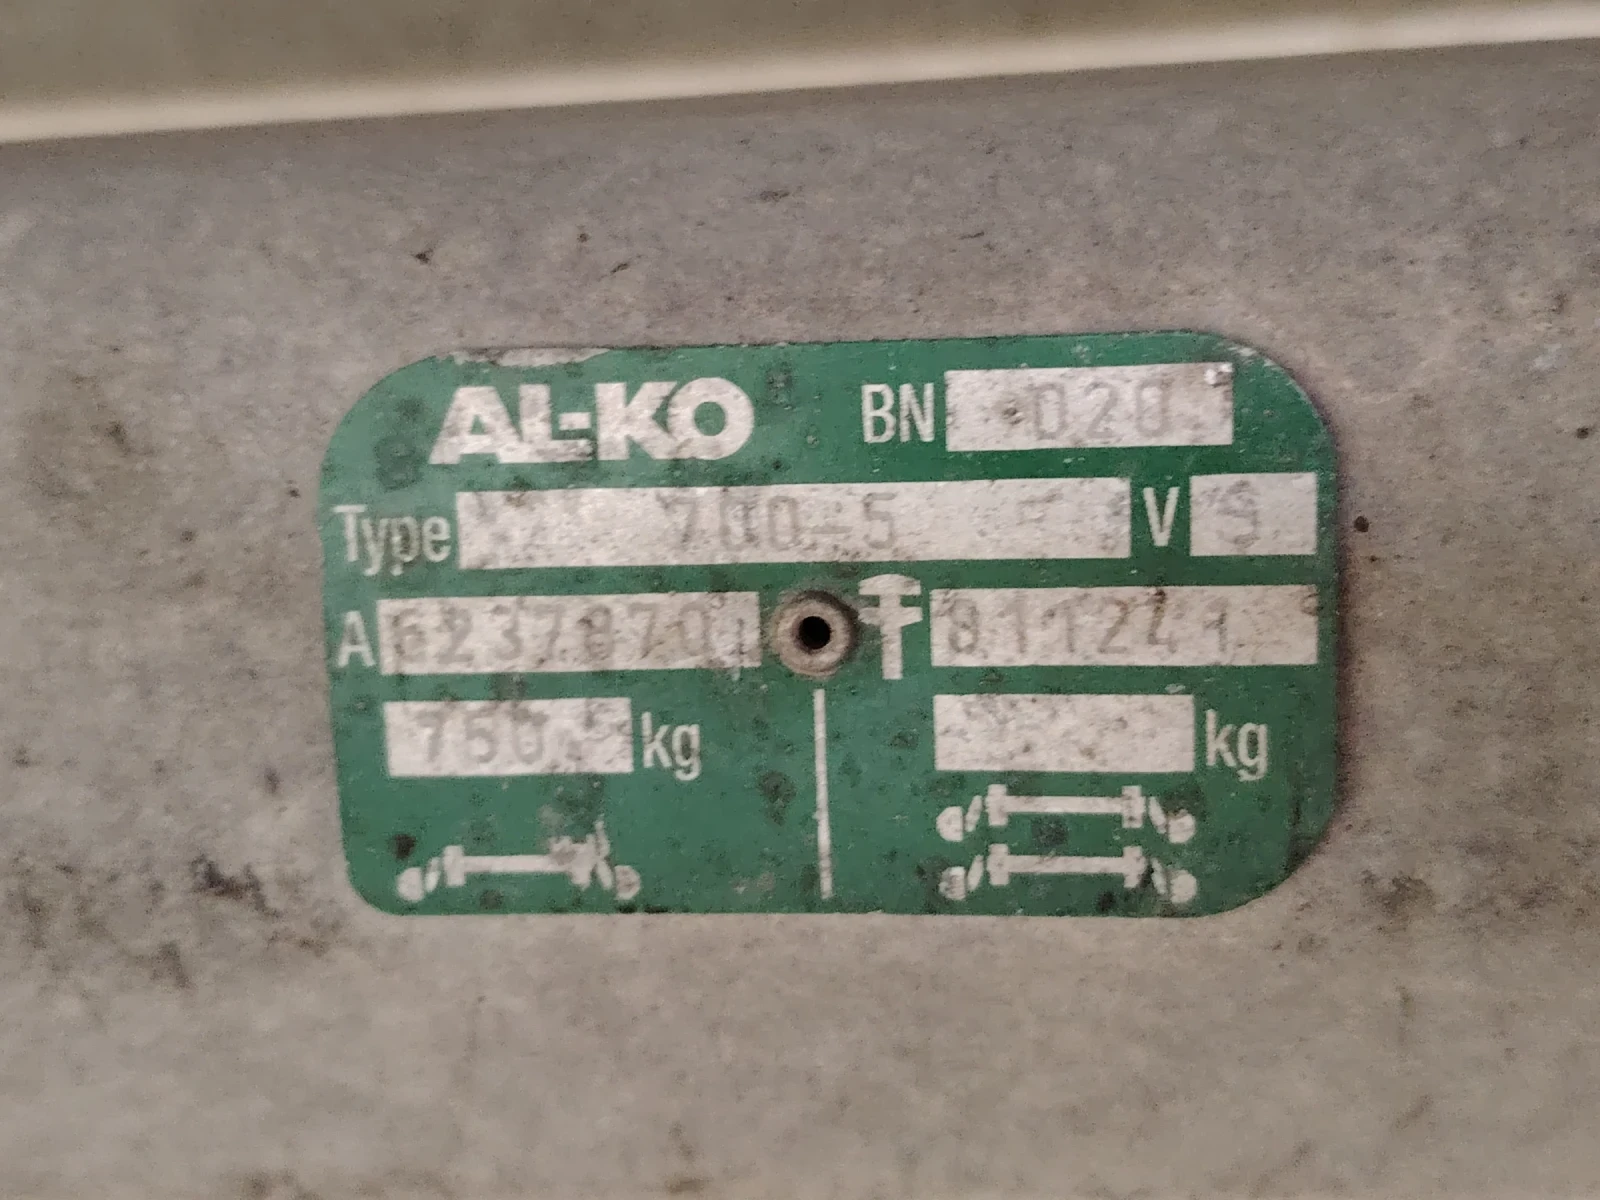 AL-KO BN 020
Type 700-5 V S
A 6237870 811241
750 kg kg